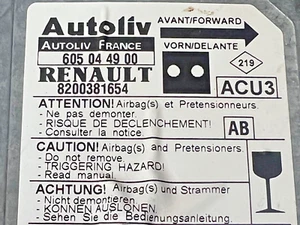 Autoliv AVANT/FORWARD
AUTOLIV FRANCE VORN/DELANTE
605 04 49 00
RENAULT 219
8200381654 ACU3
ATTENTION! Airbag(s) et Pretensionneurs.
- Ne pas demonter.
- RISQUE DE DECLENCHEMENT!
- Consulter la notice. AB
CAUTION! Airbag(s) and Pretensioners.
- Do not remove
- TRIGGERING HAZARD!
- Read manual.
ACHTUNG! Airbag(s) und Strammer
- Nicht demontieren
- KONNEN AUSLOSEN.
- Sehen Sie die Bedienungsanleitung.